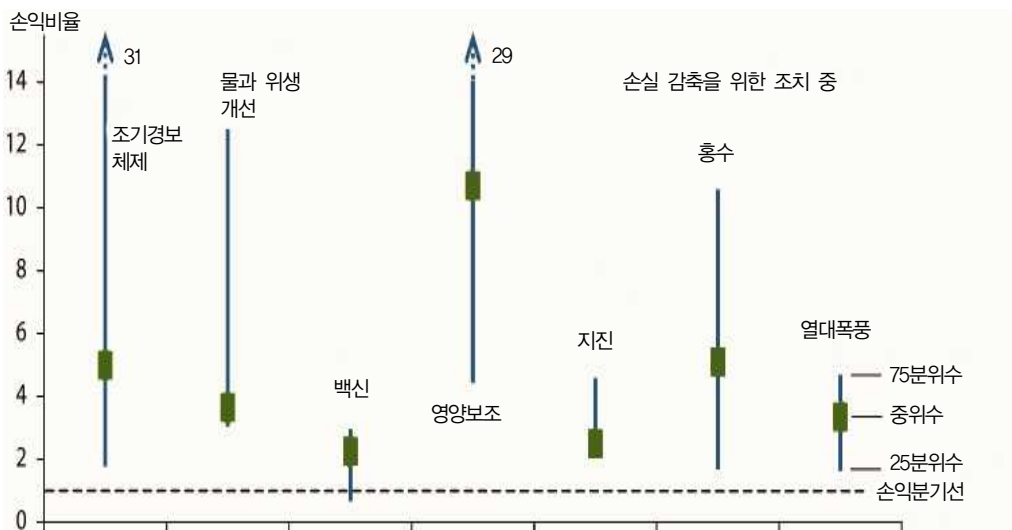 손익비율
31
29
14
물과 위생
개선
손실 감축을 위한 조치 중
12
조기경보
체제
홍수
10
8
6
열대폭풍
지진
75분위수
4
백신
영양보조
중위수
2
25분위수
손익분기선
0